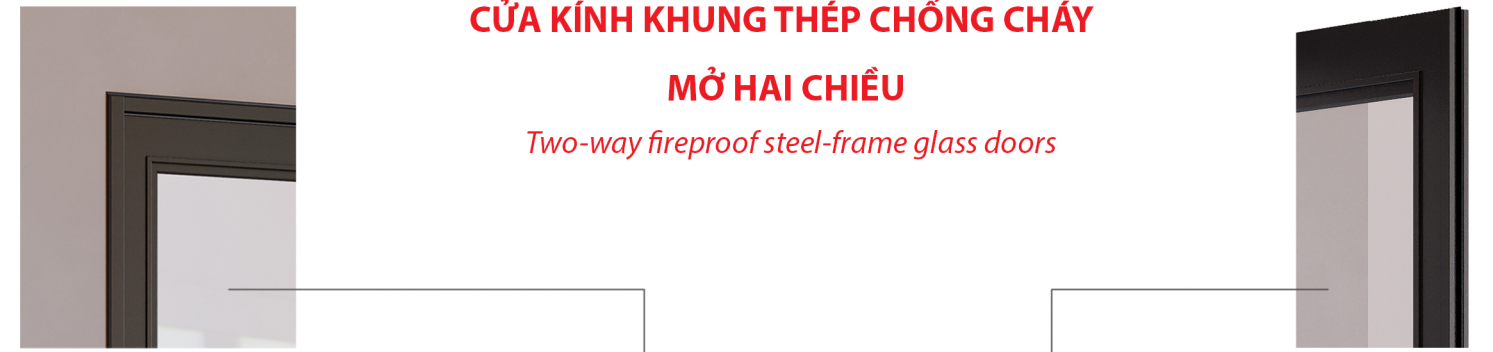 CỬA KÍNH KHUNG THÉP CHỐNG CHÁY
MỞ HAI CHIỀU
Two-way fireproof steel-frame glass doors